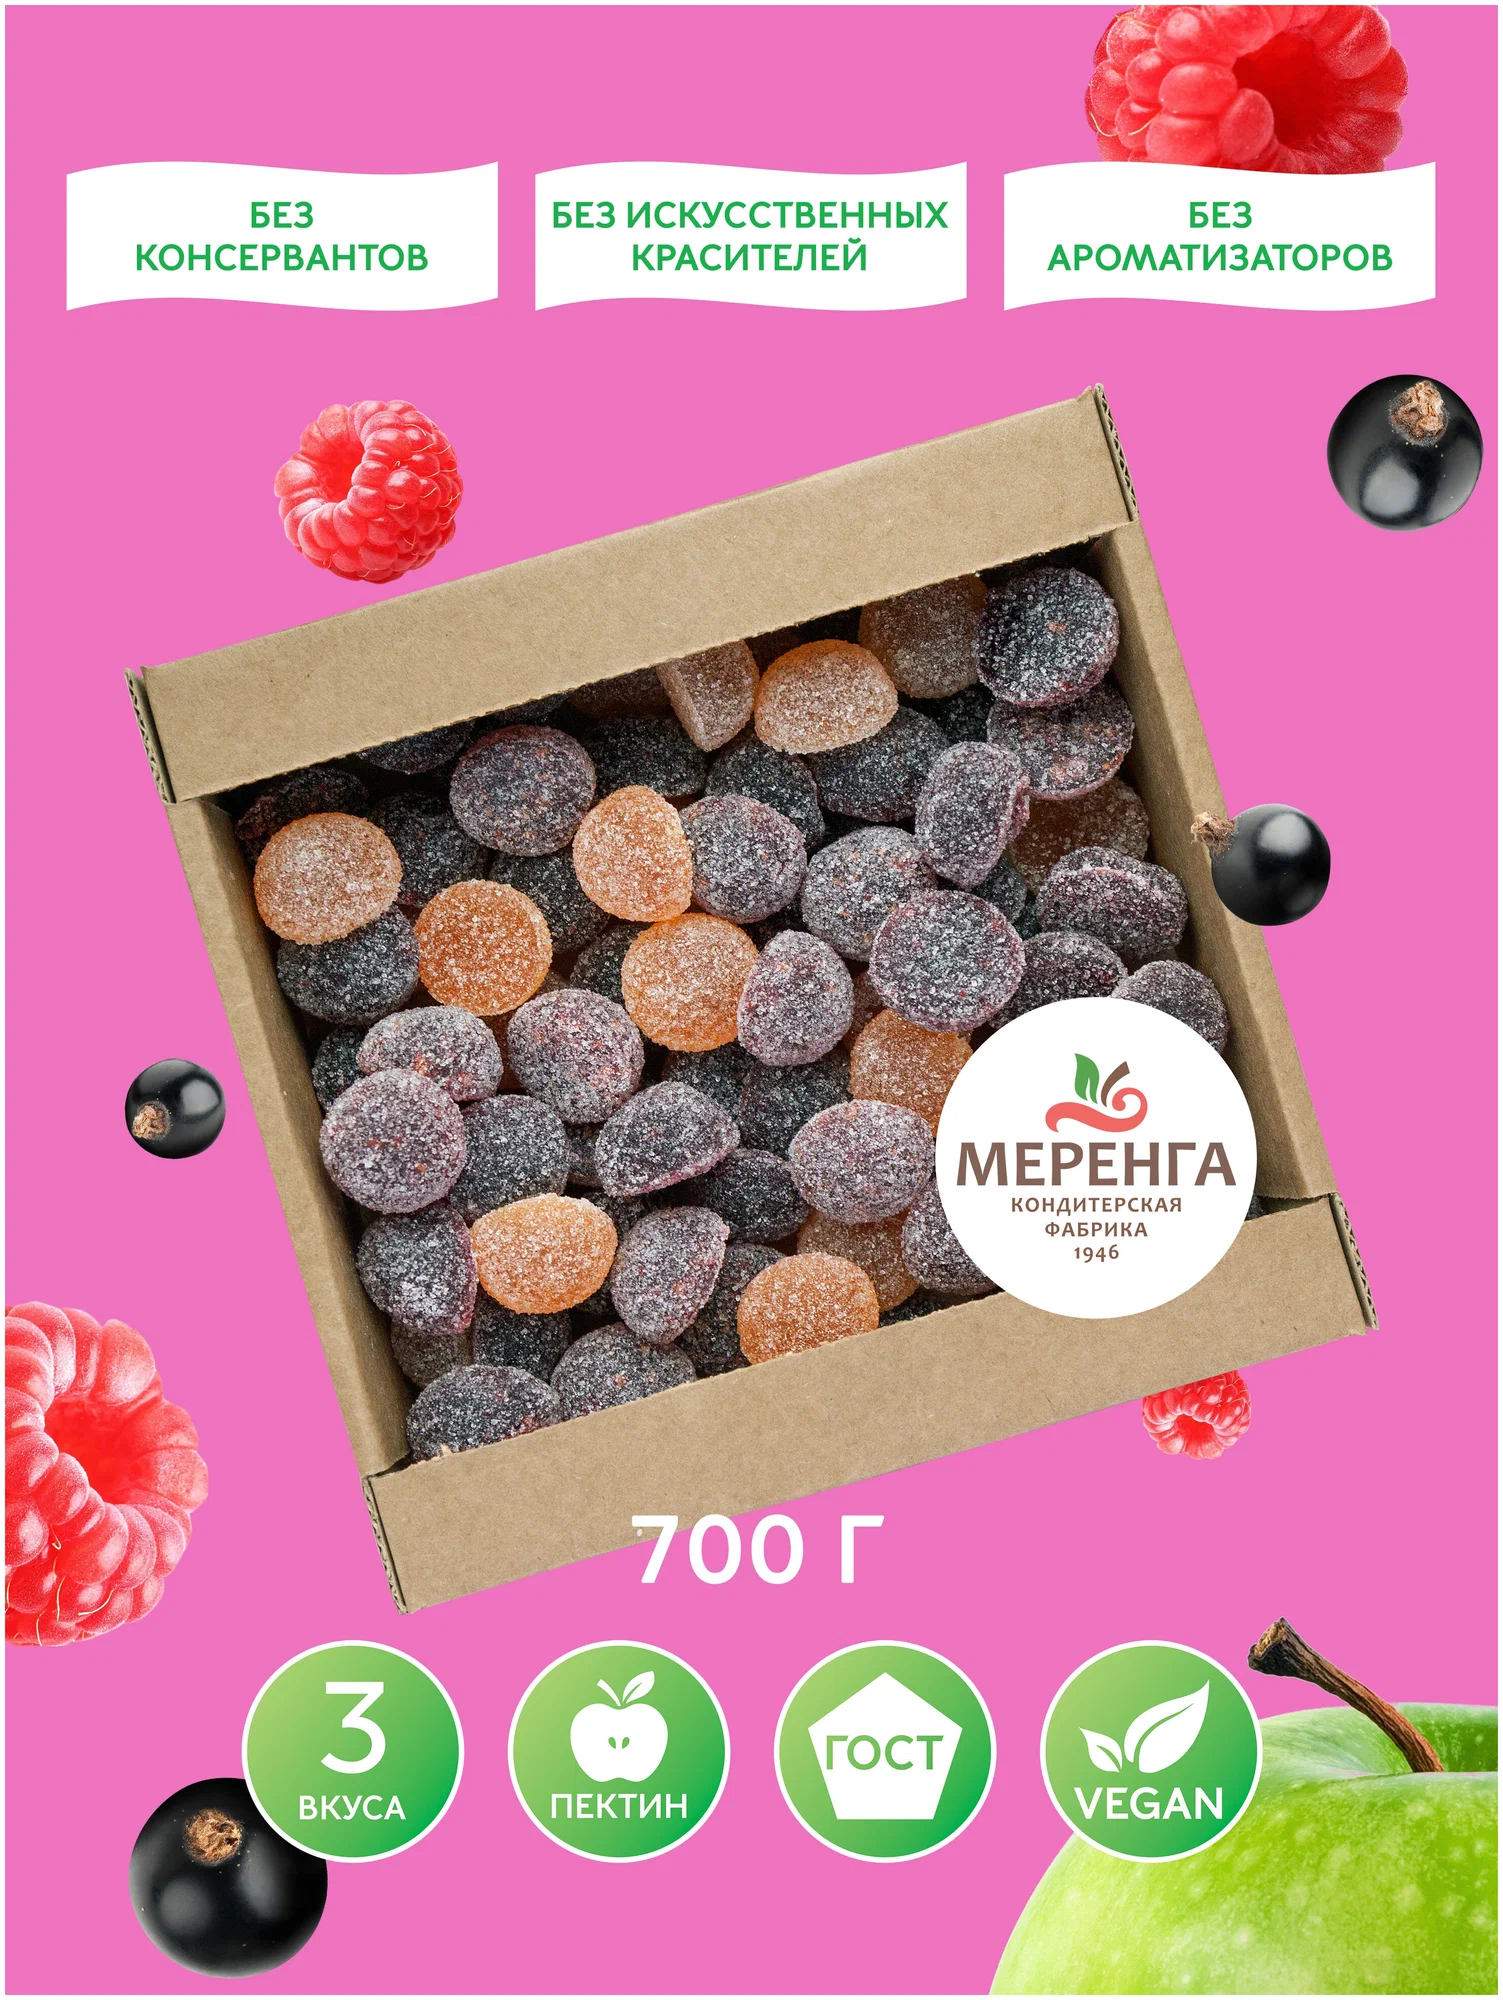 БЕЗ
КОНСЕРВАНТОВ
БЕЗ ИСКУССТВЕННЫХ
КРАСИТЕЛЕЙ
БЕЗ
АРОМАТИЗАТОРОВ
МЕРЕНГА
КОНДИТЕРСКАЯ
ФАБРИКА
1946
700 Г
3
ВКУСА
ПЕКТИН
ГОСТ
VEGAN